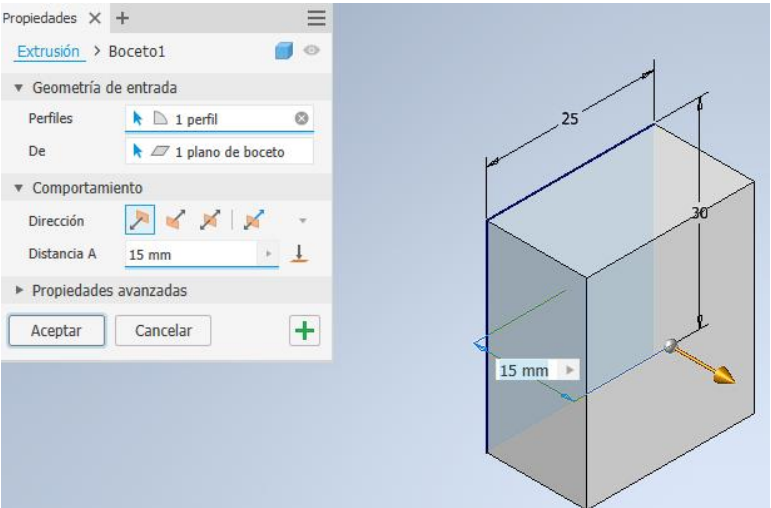 Propiedades
Extrusión > Boceto1
Geometría de entrada
Perfiles 1 perfil
De 1 plano de boceto
Comportamiento
Dirección
Distancia A 15 mm
Propiedades avanzadas
Aceptar Cancelar
25
30
15 mm